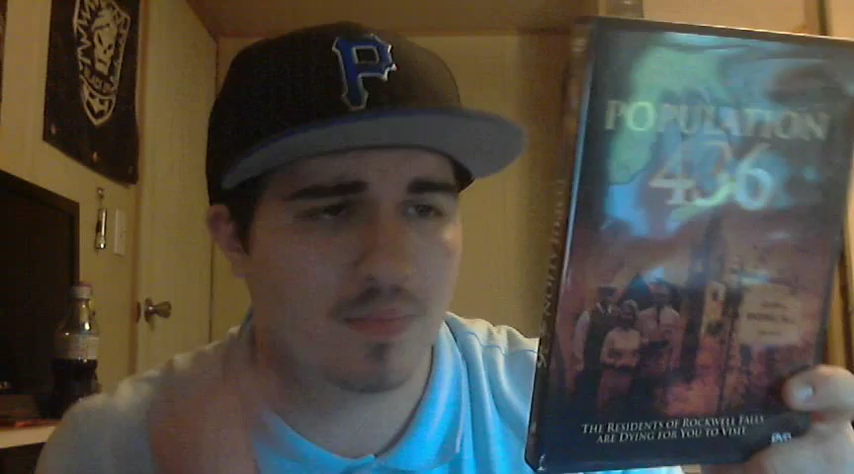 P
POPULATION
436
THE RESIDENTS OF ROCKWELL FALLS
ARE DYING FOR YOU TO VISIT
DVD